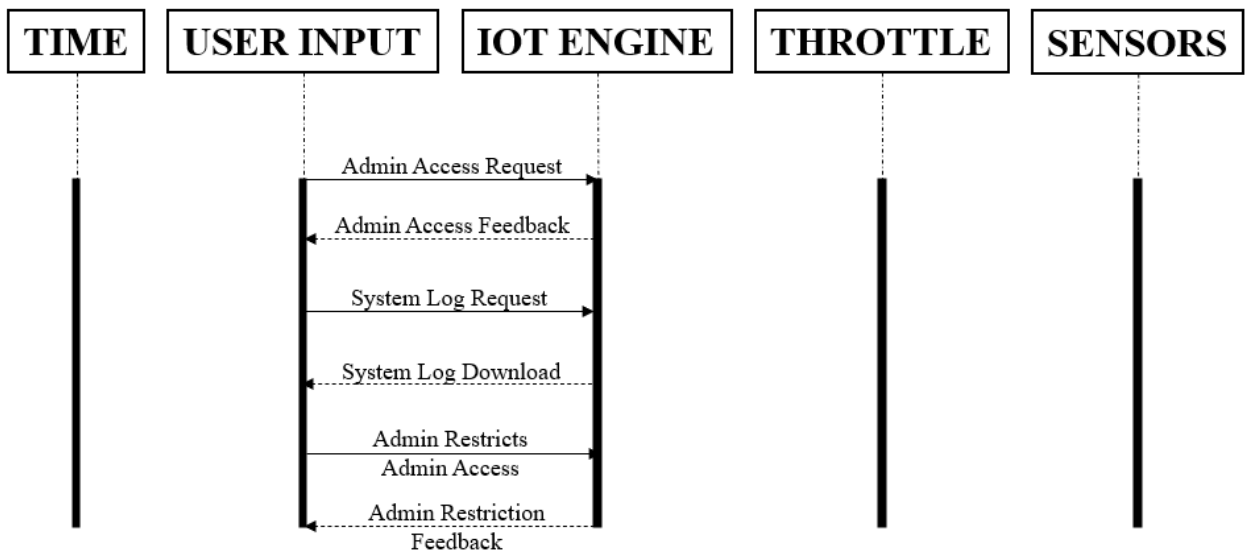 TIME
USER INPUT
IOT ENGINE
THROTTLE
SENSORS
Admin Access Request
Admin Access Feedback
System Log Request
System Log Download
Admin Restricts
Admin Access
Admin Restriction
Feedback